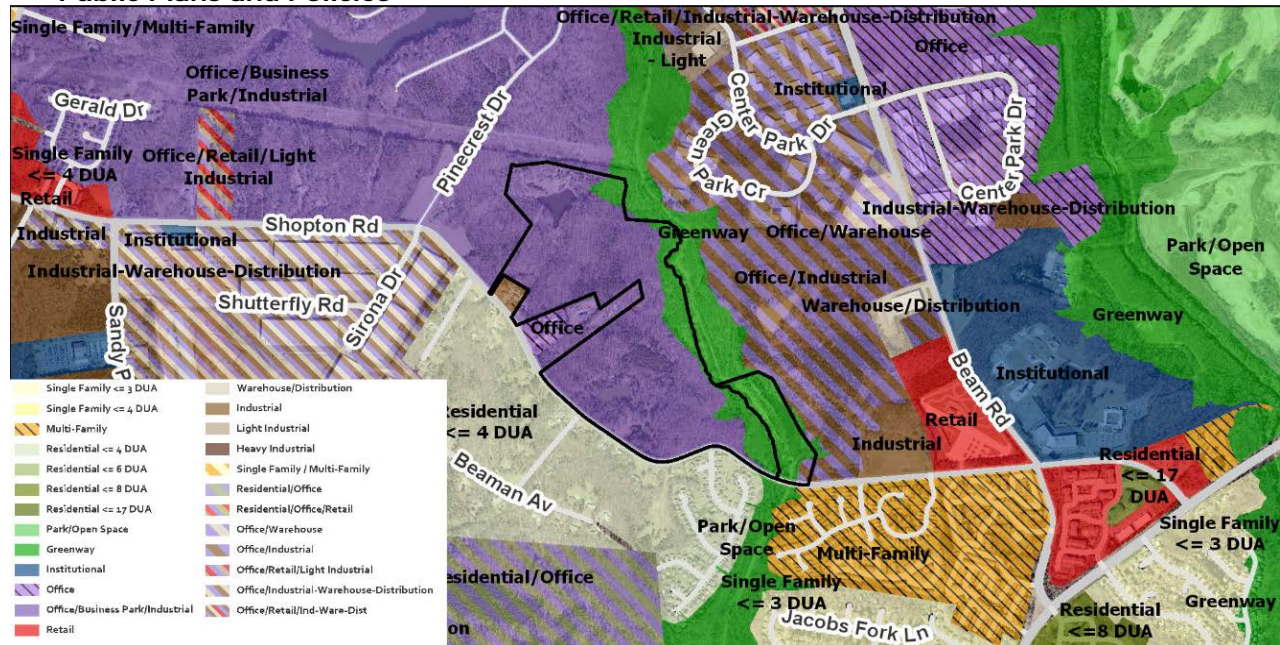 Public Plans and Policies
Single Family/Multi-Family
Office/Retail/Industrial-Warehouse-Distribution
Industrial
- Light
Office
Office/Business
Park/Industrial
Gerald Dr
Pinecrest Dr
Center Park Dr
Institutional
Green Park Cr
Center Park Dr
Single Family
<= 4 DUA
Office/Retail/Light
Industrial
Retail
Industrial-Warehouse-Distribution
Park/Open
Space
Shopton Rd
Greenway
Office/Warehouse
Industrial
Institutional
Industrial-Warehouse-Distribution
Office/Industrial
Shutterfly Rd
Sirona Dr
Warehouse/Distribution
Greenway
Sandy P
Office
Beam Rd
Institutional
Residential
<= 4 DUA
Retail
Industrial
Beaman Av
Residential
<= 17
DUA
Park/Open
Space
Multi-Family
Single Family
<= 3 DUA
esidential/Office
Single Family
<= 3 DUA
Greenway
Jacobs Fork Ln
Residential
<=8 DUA
on
Single Family <= 3 DUA
Single Family <= 4 DUA
Multi-Family
Residential <= 4 DUA
Residential <= 6 DUA
Residential <= 8 DUA
Residential <= 17 DUA
Park/Open Space
Greenway
Institutional
Office
Office/Business Park/Industrial
Retail
Warehouse/Distribution
Industrial
Light Industrial
Heavy Industrial
Single Family / Multi-Family
Residential/Office
Residential/Office/Retail
Office/Warehouse
Office/Industrial
Office/Retail/Light Industrial
Office/Industrial-Warehouse-Distribution
Office/Retail/Ind-Ware-Dist